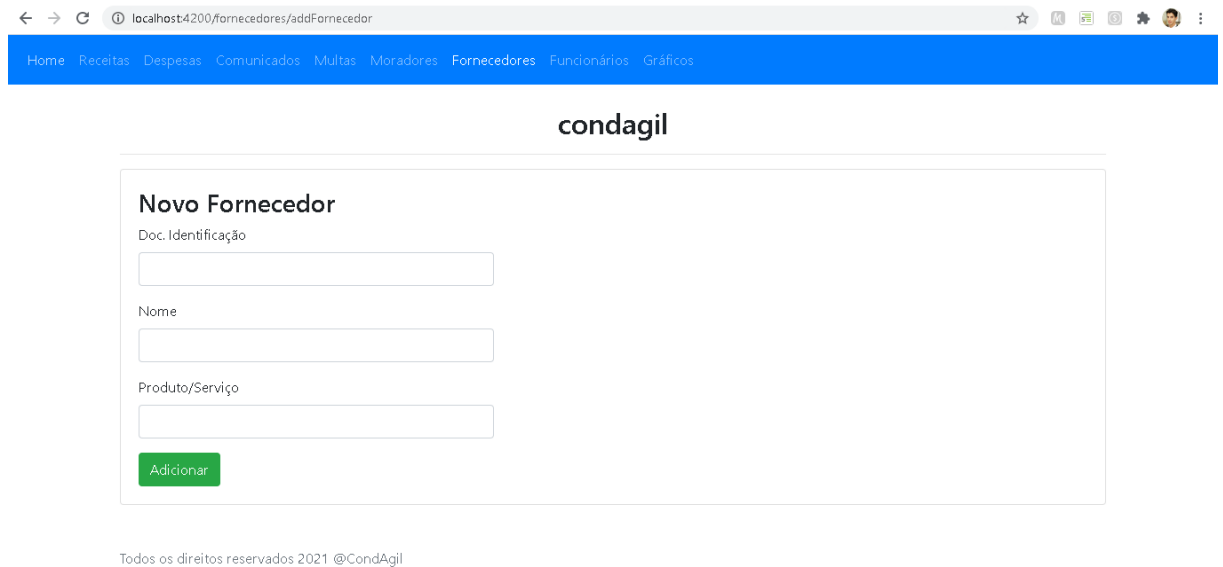 localhost:4200/fornecedores/addFornecedor
Home Receitas Despesas Comunicados Multas Moradores Fornecedores Funcionários Gráficos
condagil
Novo Fornecedor
Doc. Identificação
Nome
Produto/Serviço
Adicionar
Todos os direitos reservados 2021 @CondAgil